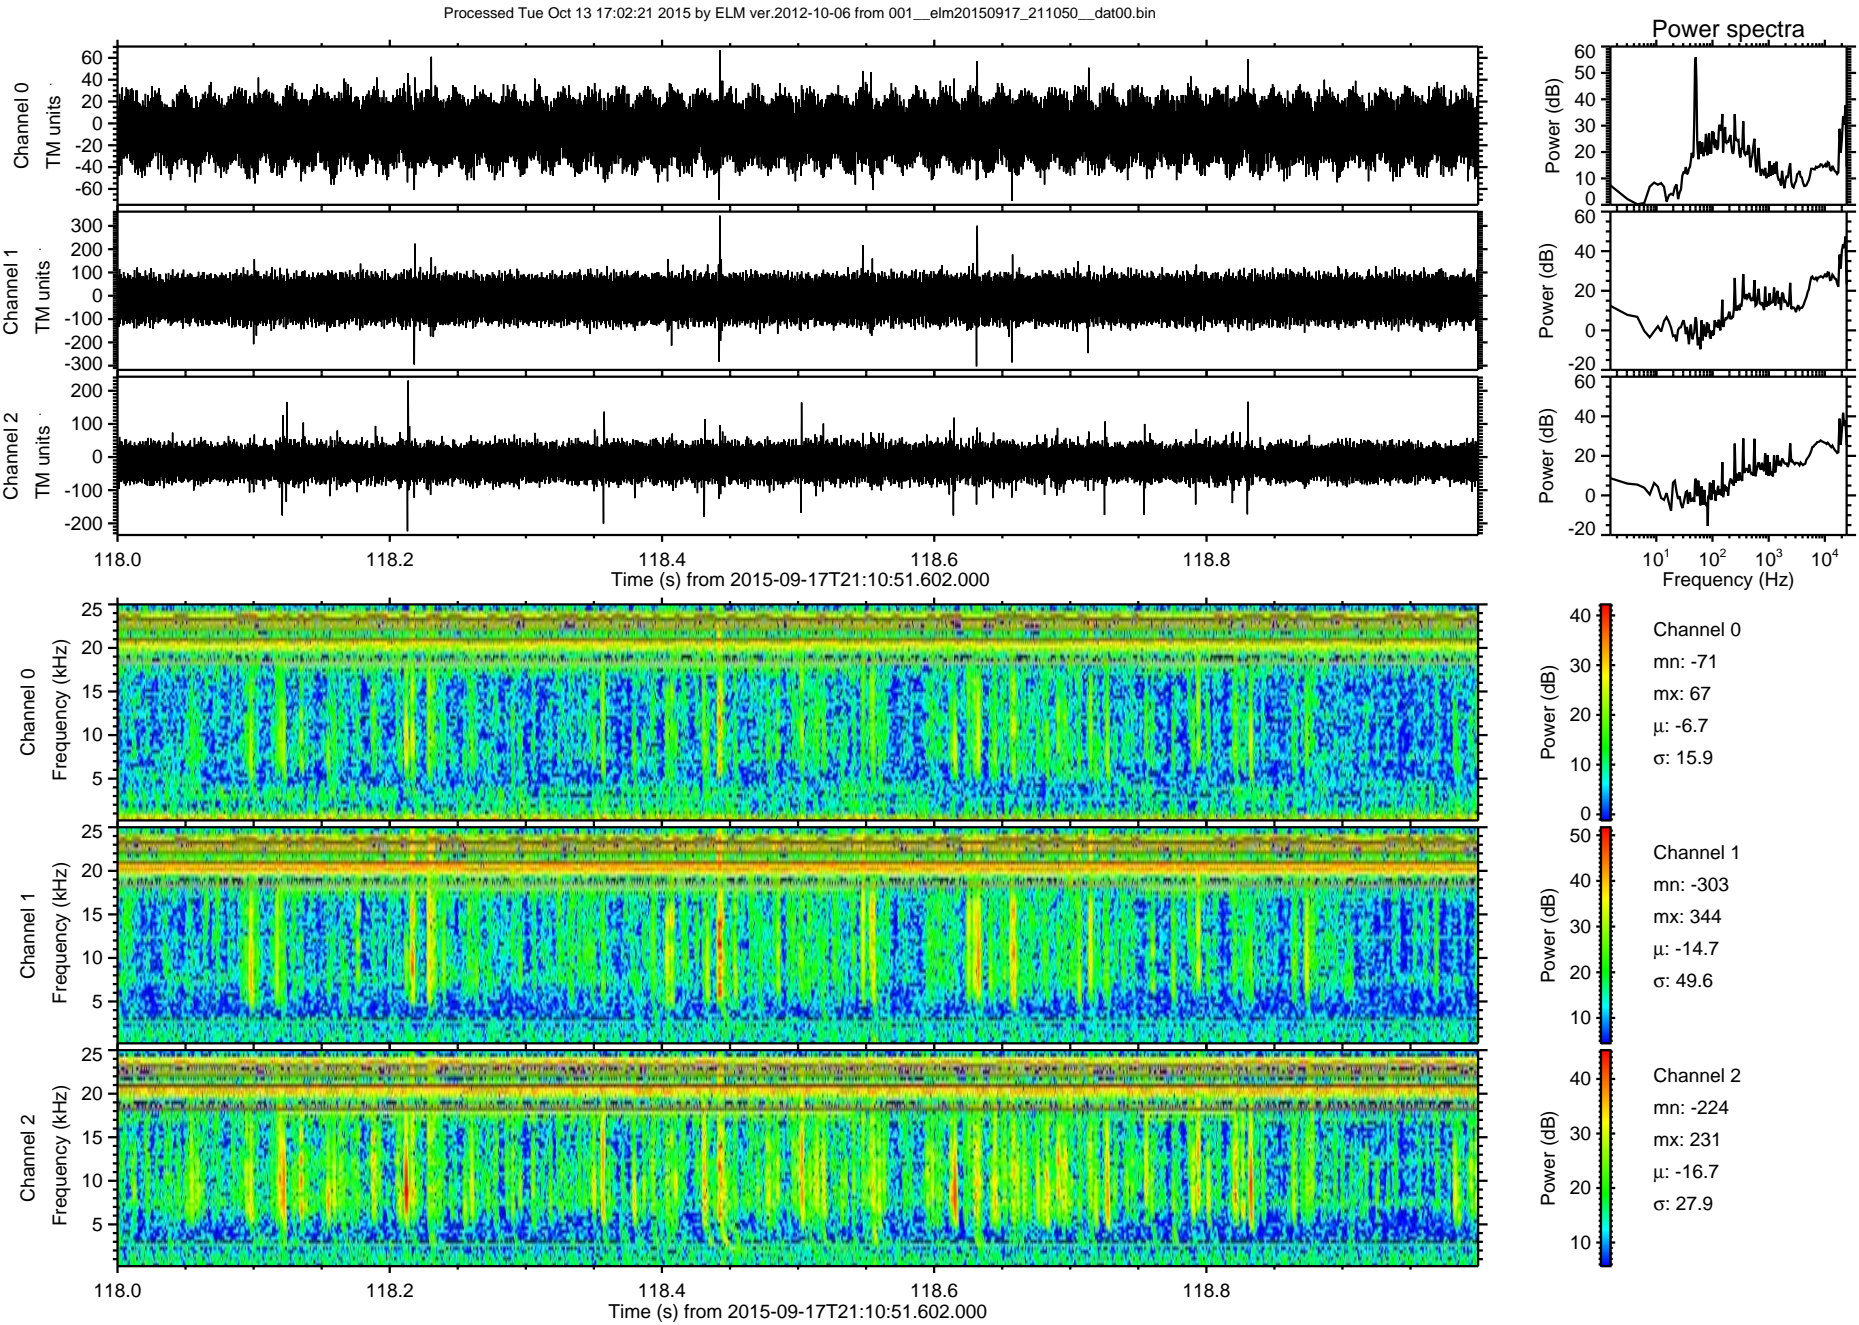 Processed Tue Oct 13 17:02:21 2015 by ELM ver.2012-10-06 from 001__elm20150917_211050__dat00.bin
Power spectra
Channel 0
TM units
60
40
20
0
-20
-40
-60
Power (dB)
60
50
40
30
20
10
0
Channel 1
TM units
300
200
100
0
-100
-200
-300
Power (dB)
60
40
20
0
-20
Channel 2
TM units
200
100
0
-100
-200
Power (dB)
60
40
20
0
-20
118.0 118.2 118.4 118.6 118.8
Time (s) from 2015-09-17T21:10:51.602.000
10^1 10^2 10^3 10^4
Frequency (Hz)
Channel 0
Frequency (kHz)
25
20
15
10
5
Power (dB)
40
30
20
10
0
Channel 0
mn: -71
mx: 67
μ: -6.7
σ: 15.9
Channel 1
Frequency (kHz)
25
20
15
10
5
Power (dB)
50
40
30
20
10
Channel 1
mn: -303
mx: 344
μ: -14.7
σ: 49.6
Channel 2
Frequency (kHz)
25
20
15
10
5
Power (dB)
40
30
20
10
Channel 2
mn: -224
mx: 231
μ: -16.7
σ: 27.9
118.0 118.2 118.4 118.6 118.8
Time (s) from 2015-09-17T21:10:51.602.000